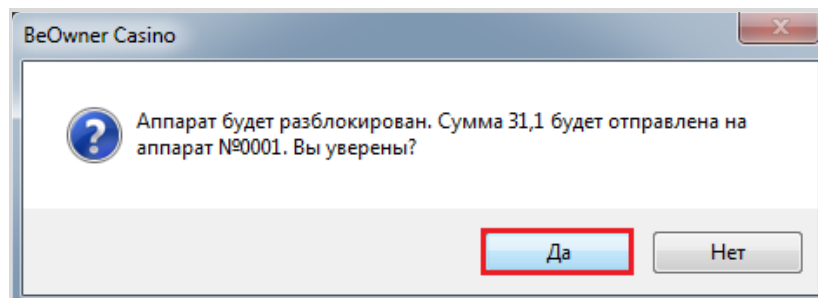 BeOwner Casino
Аппарат будет разблокирован. Сумма 31,1 будет отправлена на
аппарат №0001. Вы уверены?
Да
Нет